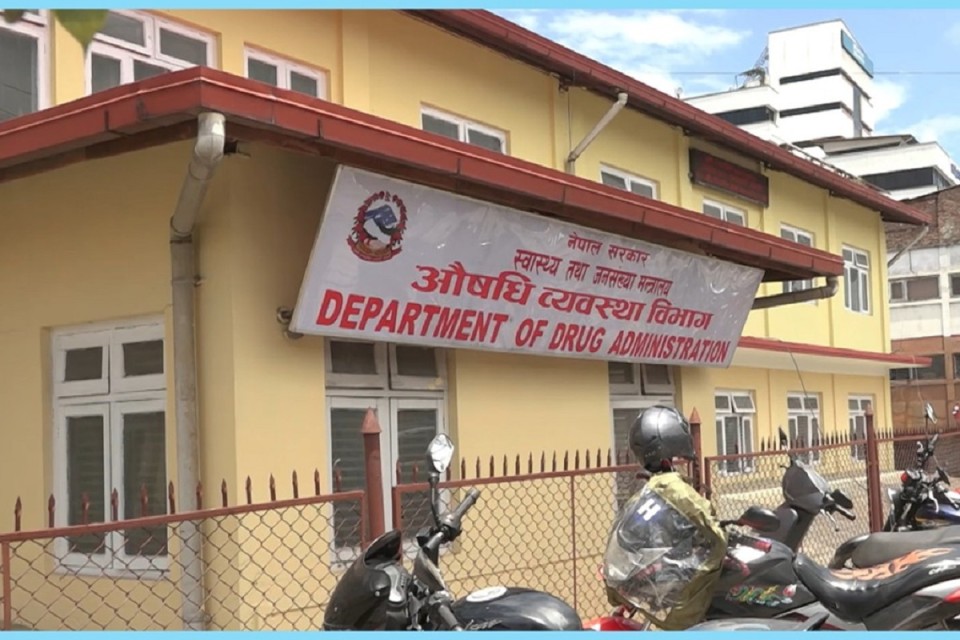 नेपाल सरकार
स्वास्थ्य तथा जनसंख्या मन्त्रालय
औषधि व्यवस्था विभाग
DEPARTMENT OF DRUG ADMINISTRATION
H